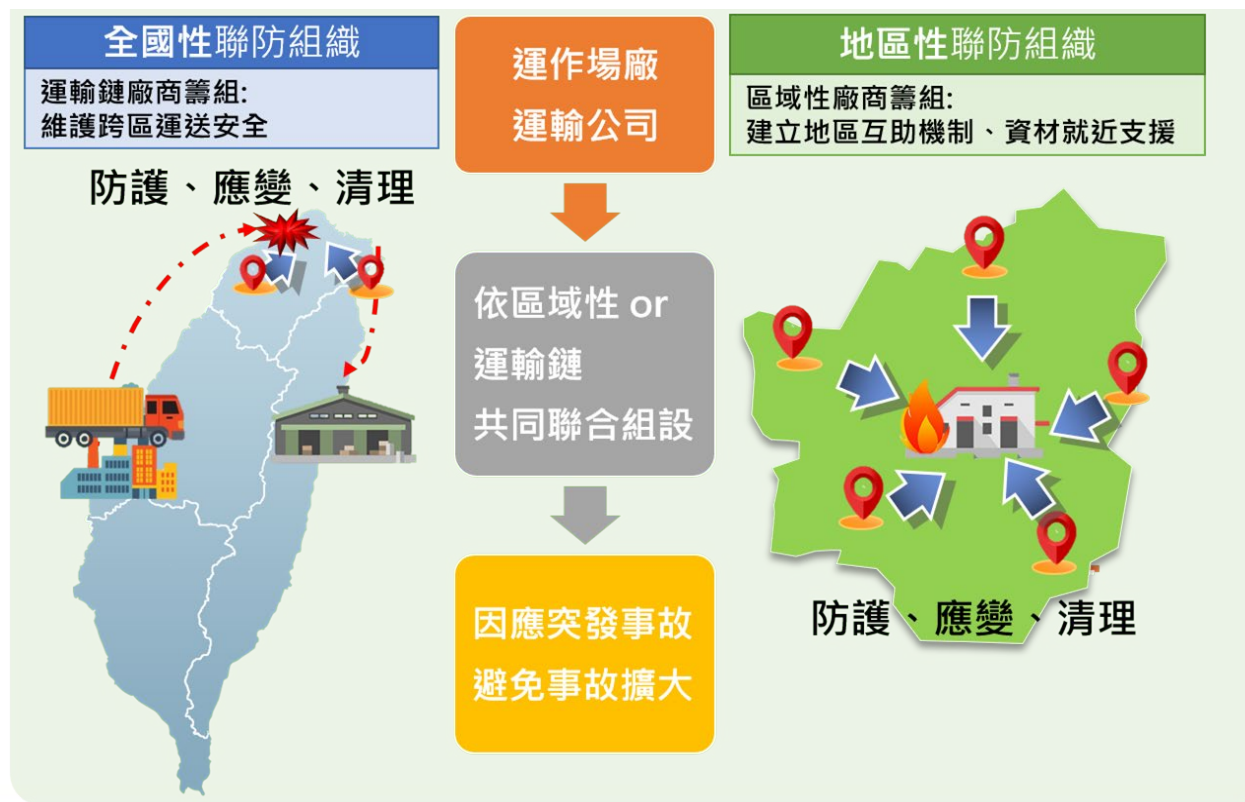 全國性聯防組織
運輸鏈廠商籌組:
維護跨區運送安全
防護、應變、清理
運作場廠
運輸公司
依區域性 or
運輸鏈
共同聯合組設
因應突發事故
避免事故擴大
地區性聯防組織
區域性廠商籌組:
建立地區互助機制、資材就近支援
防護、應變、清理